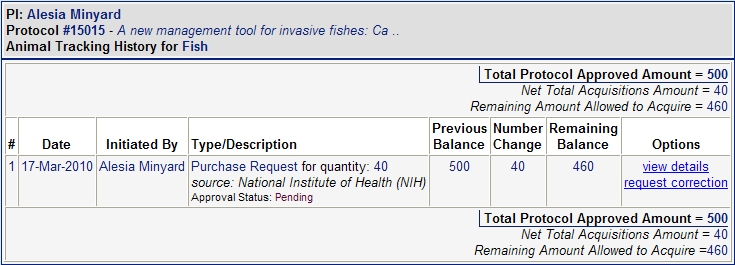 PI: Alesia Minyard
Protocol #15015 - A new management tool for invasive fishes: Ca ..
Animal Tracking History for Fish
Total Protocol Approved Amount = 500
Net Total Acquisitions Amount = 40
Remaining Amount Allowed to Acquire = 460
# Date Initiated By Type/Description Previous Balance Number Change Remaining Balance Options
1 17-Mar-2010 Alesia Minyard Purchase Request for quantity: 40 500 40 460 view details
source: National Institute of Health (NIH) request correction
Approval Status: Pending
Total Protocol Approved Amount = 500
Net Total Acquisitions Amount = 40
Remaining Amount Allowed to Acquire =460